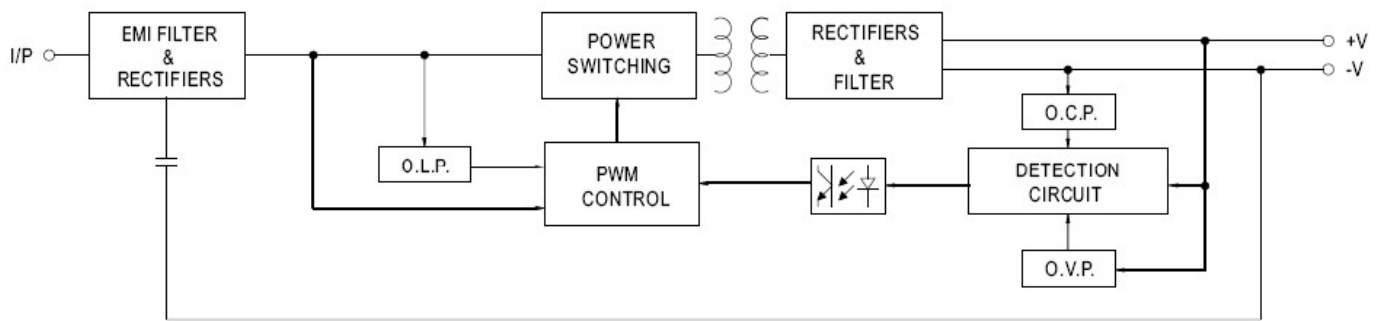 I/P
EMI FILTER
&
RECTIFIERS
POWER
SWITCHING
RECTIFIERS
&
FILTER
+V
-V
O.C.P.
O.L.P.
PWM
CONTROL
DETECTION
CIRCUIT
O.V.P.